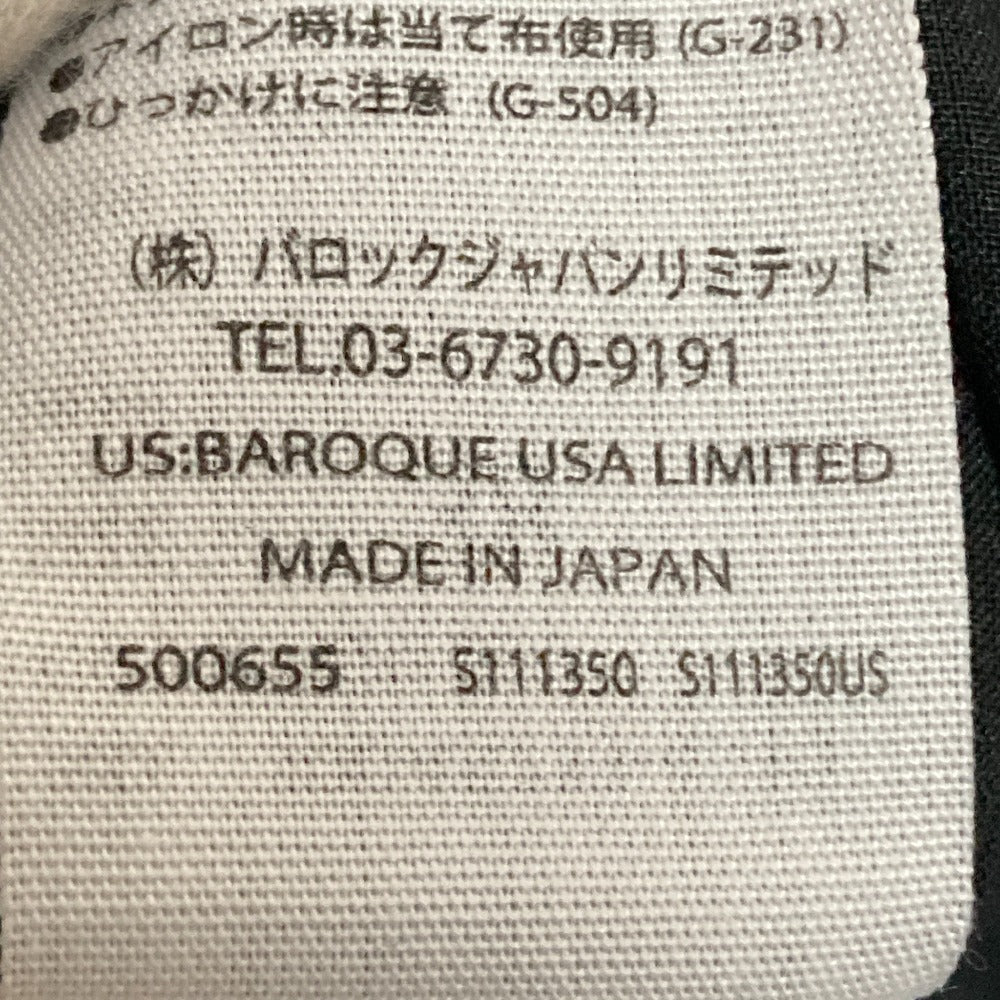 ●アイロン時は当て布使用 (G-231)
●ひっかけに注意 (G-504)
(株) バロックジャパンリミテッド
TEL.03-6730-9191
US:BAROQUE USA LIMITED
MADE IN JAPAN
500655 S111350 S111350US